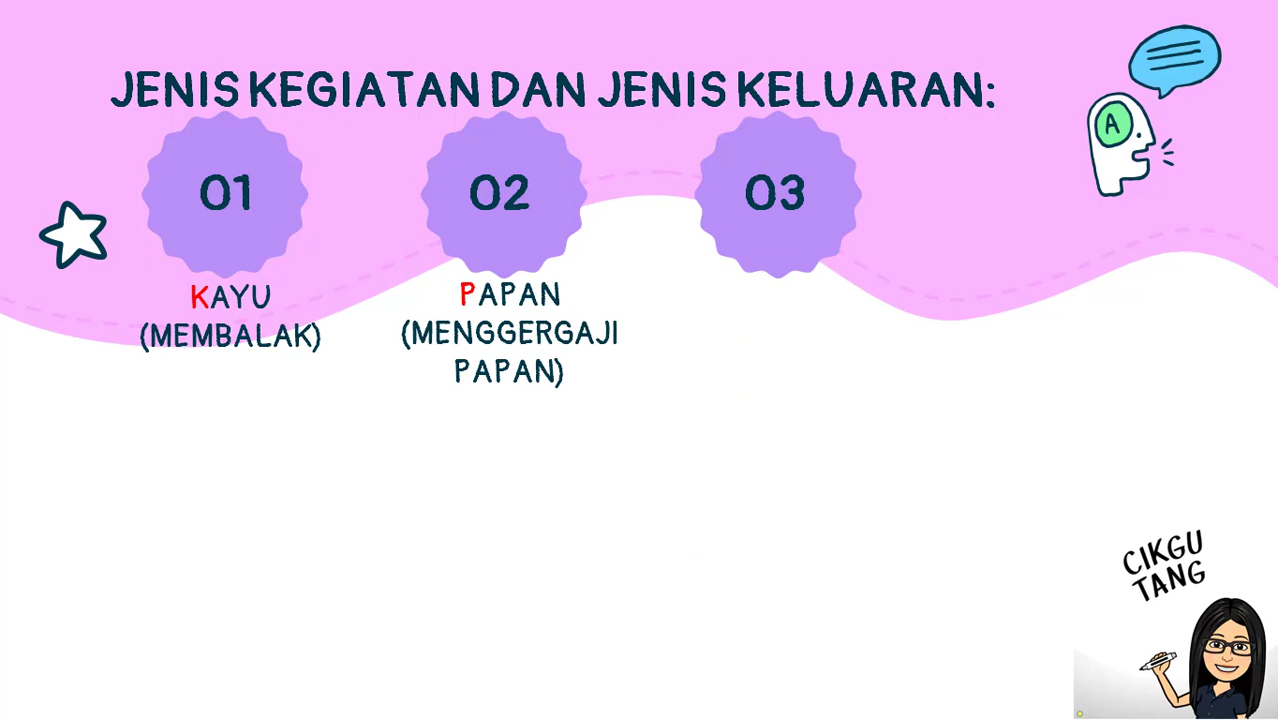 JENIS KEGIATAN DAN JENIS KELUARAN:
A
01
02
03
KAYU
(MEMBALAK)
PAPAN
(MENGGERGAJI
PAPAN)
CIKGU
TANG